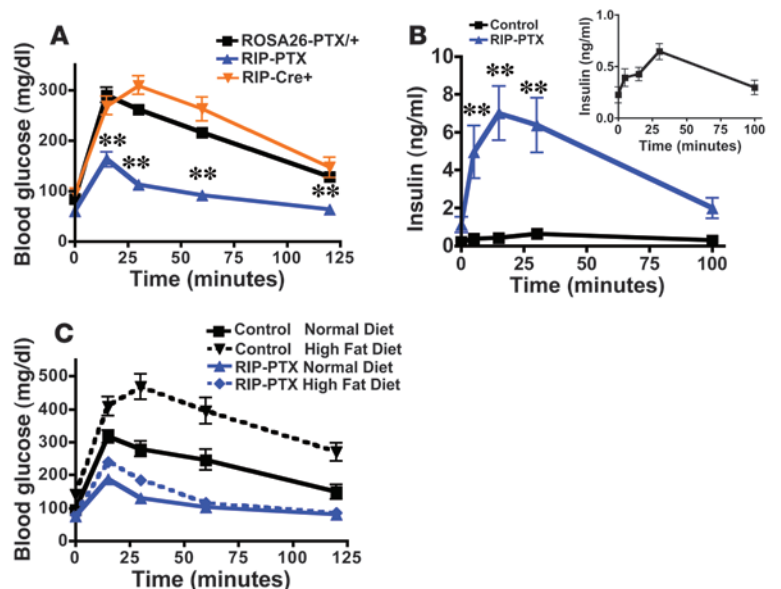 A
ROSA26-PTX/+
RIP-PTX
RIP-Cre+
Blood glucose (mg/dl)
300
200
100
0
**
**
**
**
0 25 50 75 100 125
Time (minutes)
B
Control
RIP-PTX
Insulin (ng/ml)
10
8
6
4
2
0
**
**
**
0 25 50 75 100
Time (minutes)
Insulin (ng/ml)
1.0
0.5
0.0
0 25 50 75 100
Time (minutes)
C
Control Normal Diet
Control High Fat Diet
RIP-PTX Normal Diet
RIP-PTX High Fat Diet
Blood glucose (mg/dl)
500
400
300
200
100
0
0 25 50 75 100 125
Time (minutes)